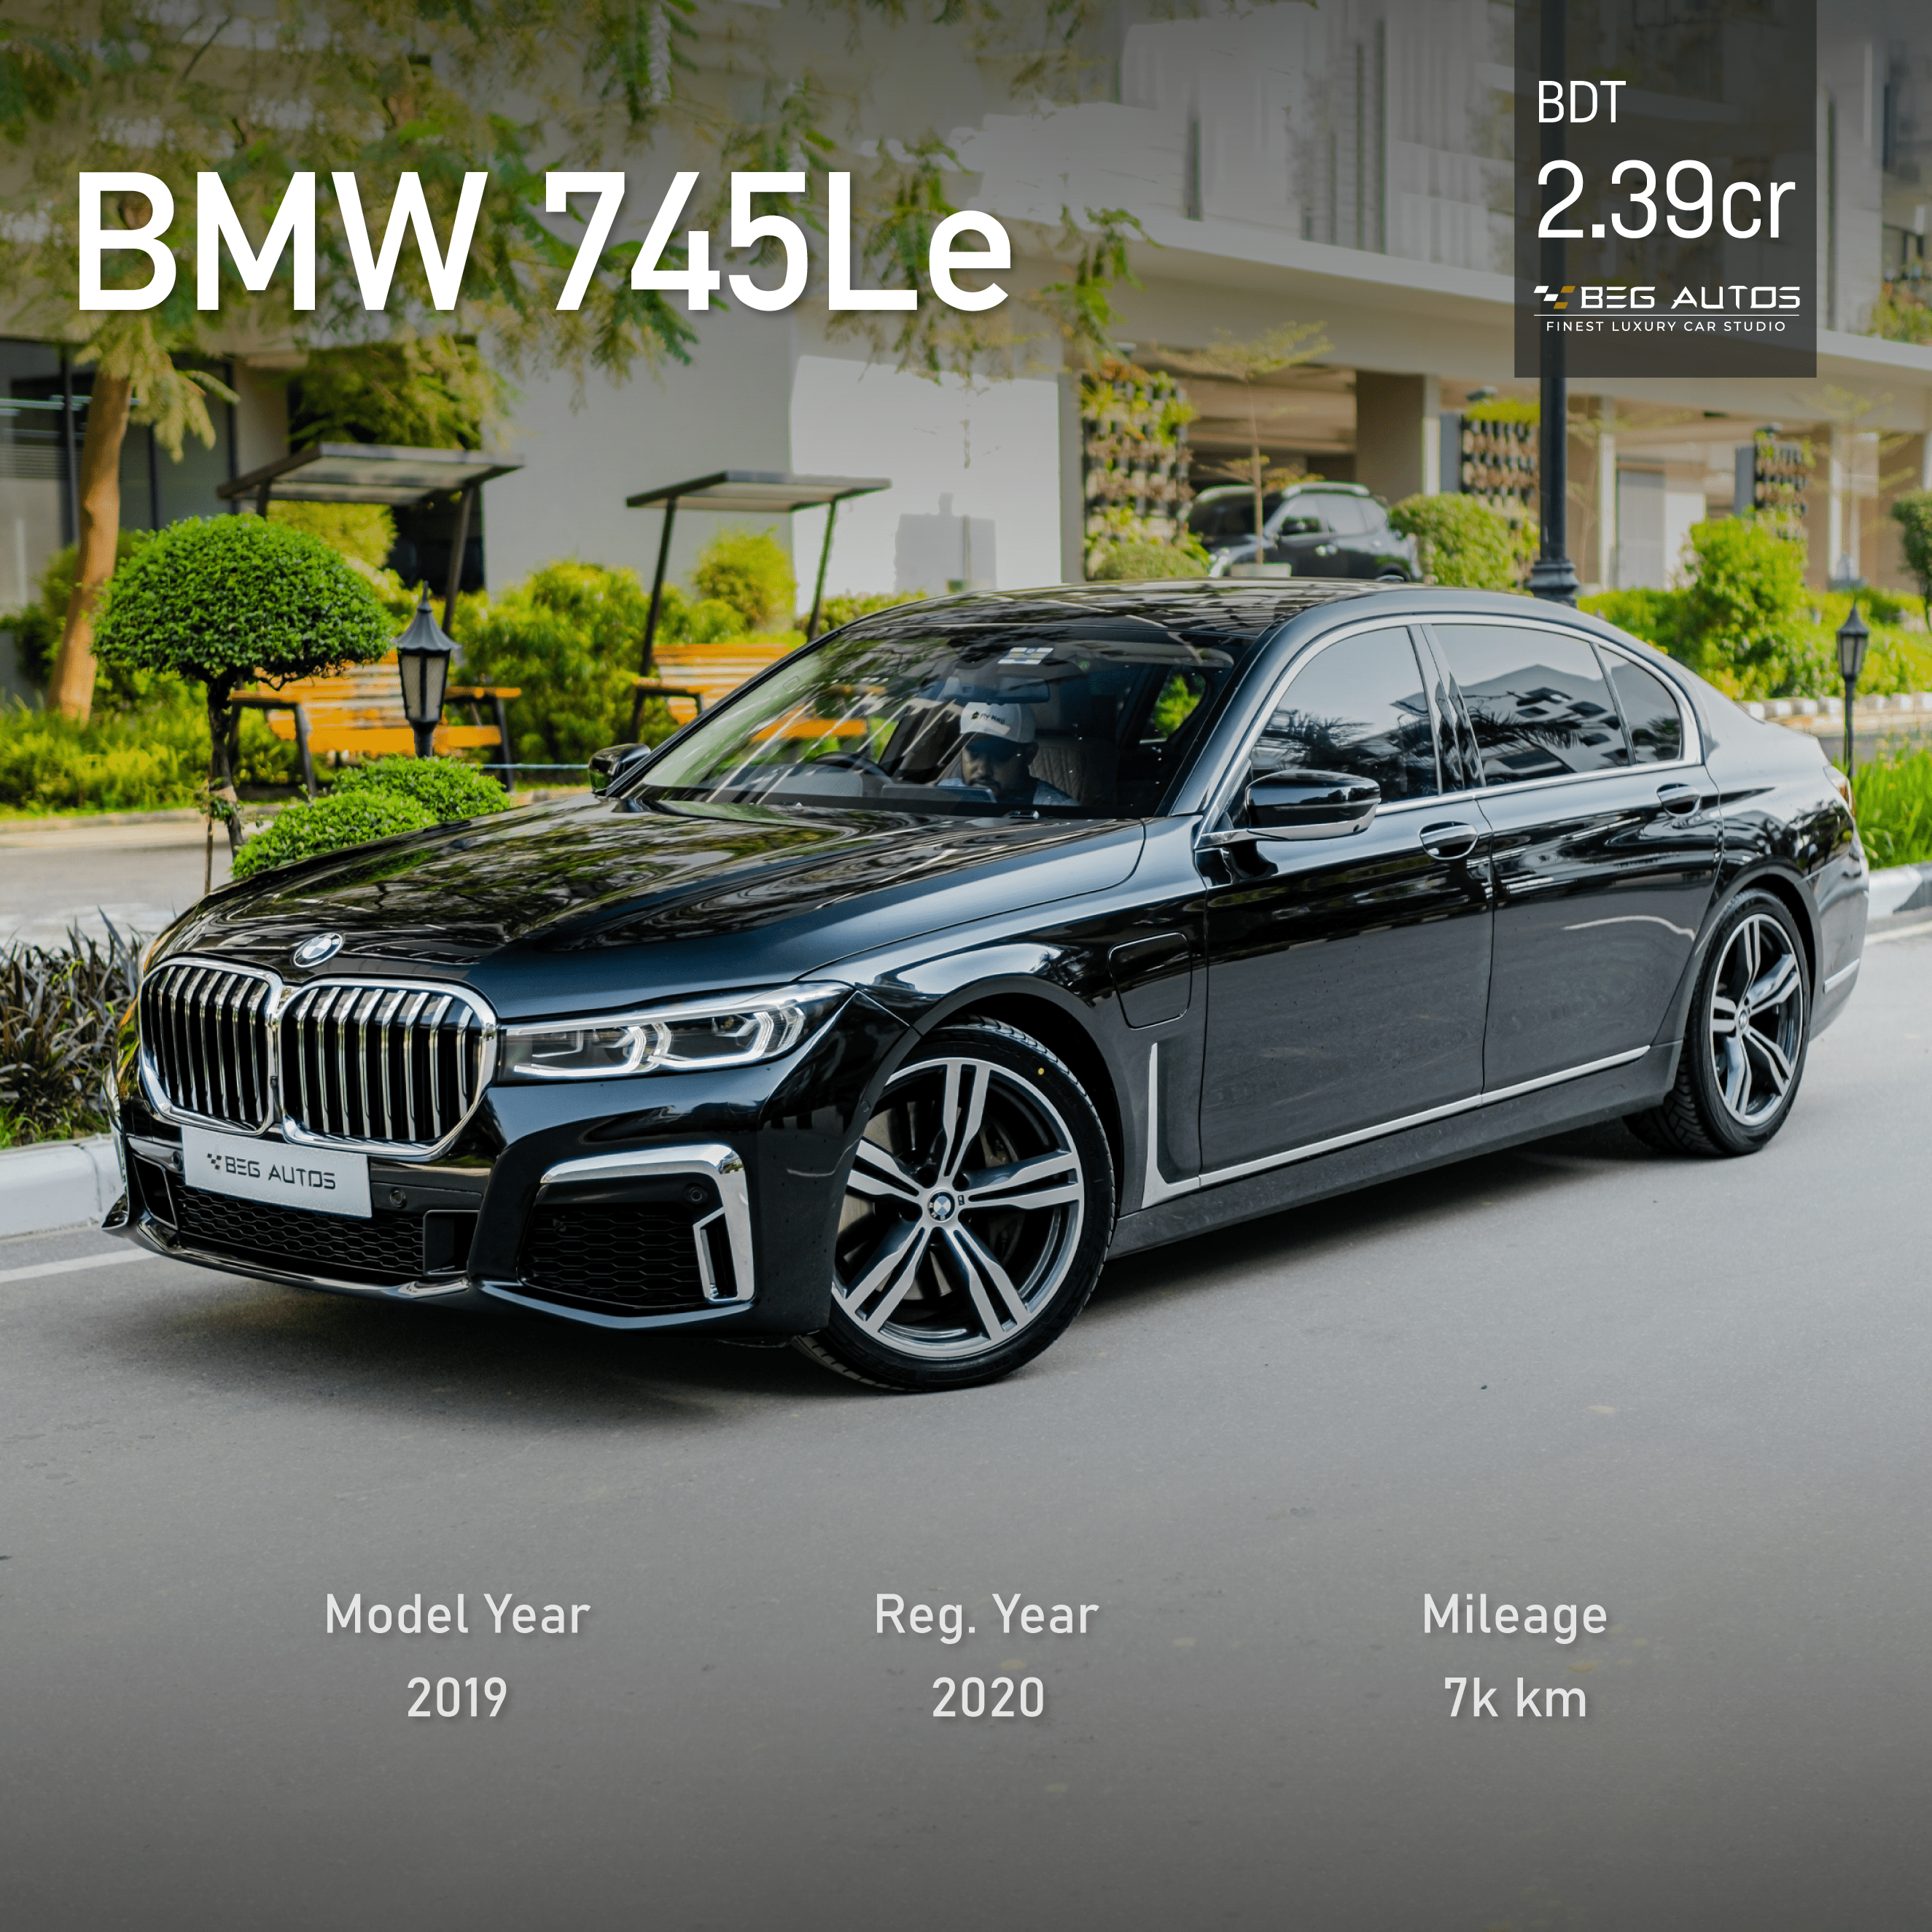 BMW 745Le
BDT
2.39cr
BEG AUTOS
FINEST LUXURY CAR STUDIO
BEG AUTOS
Model Year
2019
Reg. Year
2020
Mileage
7k km